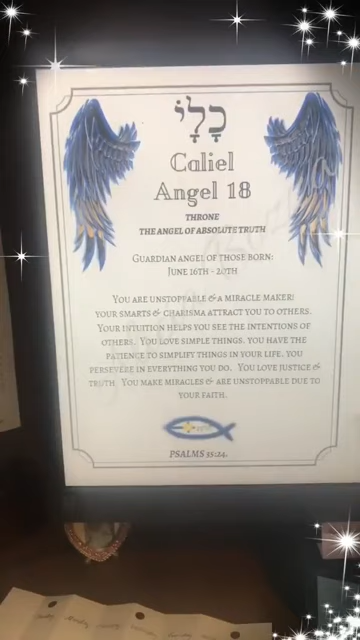 כָלִי
Caliel
Angel 18
THRONE
THE ANGEL OF ABSOLUTE TRUTH
GUARDIAN ANGEL OF THOSE BORN:
JUNE 16TH - 20TH
YOU ARE UNSTOPPABLE & A MIRACLE MAKER!
YOUR SMARTS & CHARISMA ATTRACT YOU TO OTHERS.
YOUR INTUITION HELPS YOU SEE THE INTENTIONS OF
OTHERS. YOU LOVE SIMPLE THINGS. YOU HAVE THE
PATIENCE TO SIMPLIFY THINGS IN YOUR LIFE. YOU
PERSEVERE IN EVERYTHING YOU DO. YOU LOVE JUSTICE &
TRUTH. YOU MAKE MIRACLES & ARE UNSTOPPABLE DUE TO
YOUR FAITH.
PSALMS 35:24.